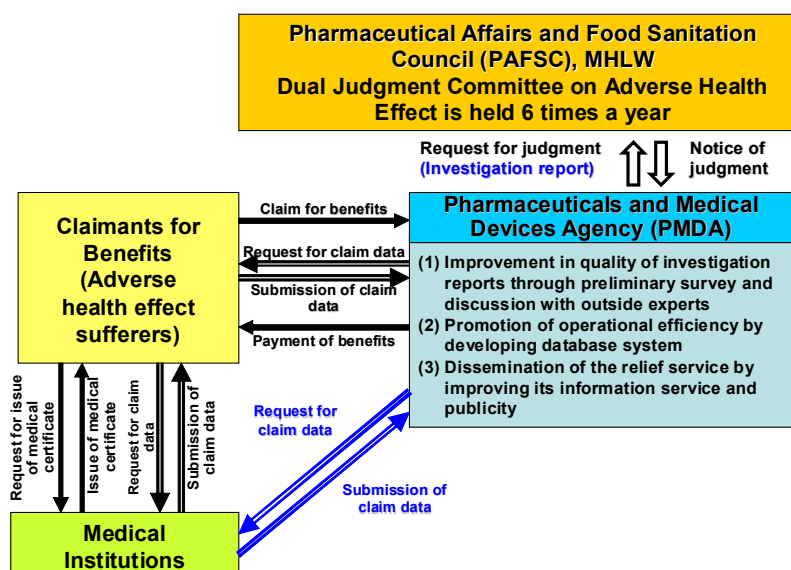 Pharmaceutical Affairs and Food Sanitation
Council (PAFSC), MHLW
Dual Judgment Committee on Adverse Health
Effect is held 6 times a year
Request for judgment
(Investigation report)
Notice of
judgment
Claimants for
Benefits
(Adverse
health effect
sufferers)
Claim for benefits
Request for claim data
Submission of claim
data
Payment of benefits
Pharmaceuticals and Medical
Devices Agency (PMDA)
(1) Improvement in quality of investigation
reports through preliminary survey and
discussion with outside experts
(2) Promotion of operational efficiency by
developing database system
(3) Dissemination of the relief service by
improving its information service and
publicity
Request for issue
of medical
certificate
Issue of medical
certificate
Request for claim
data
Submission of
claim data
Request for
claim data
Submission of
claim data
Medical
Institutions